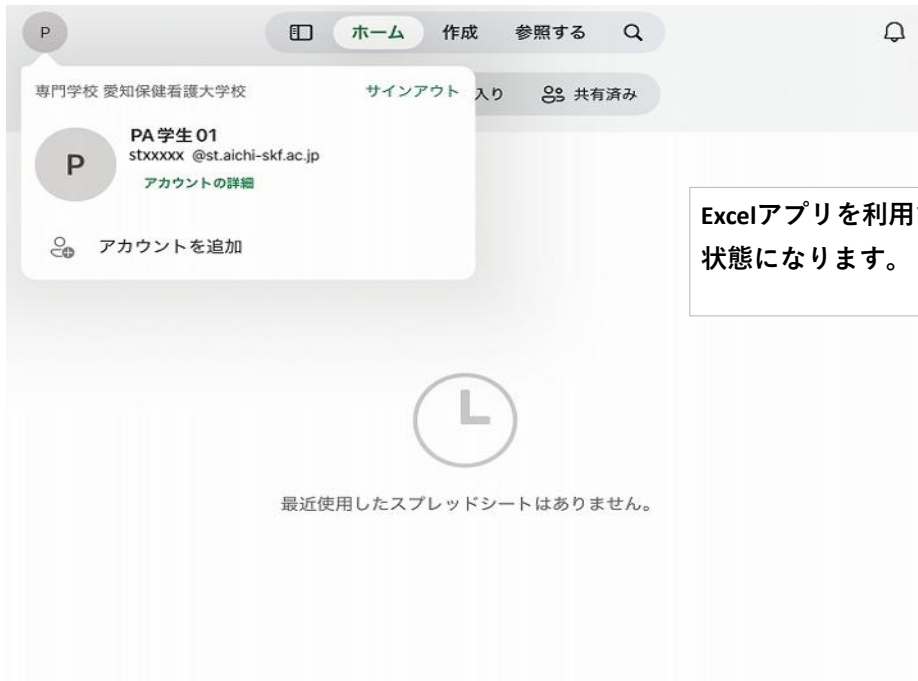 P
ホーム 作成 参照する
専門学校 愛知保健看護大学校 サインアウト 入り 共有済み
P
PA学生01
stxxxxx @st.aichi-skf.ac.jp
アカウントの詳細
アカウントを追加
Excelアプリを利用
状態になります。
最近使用したスプレッドシートはありません。